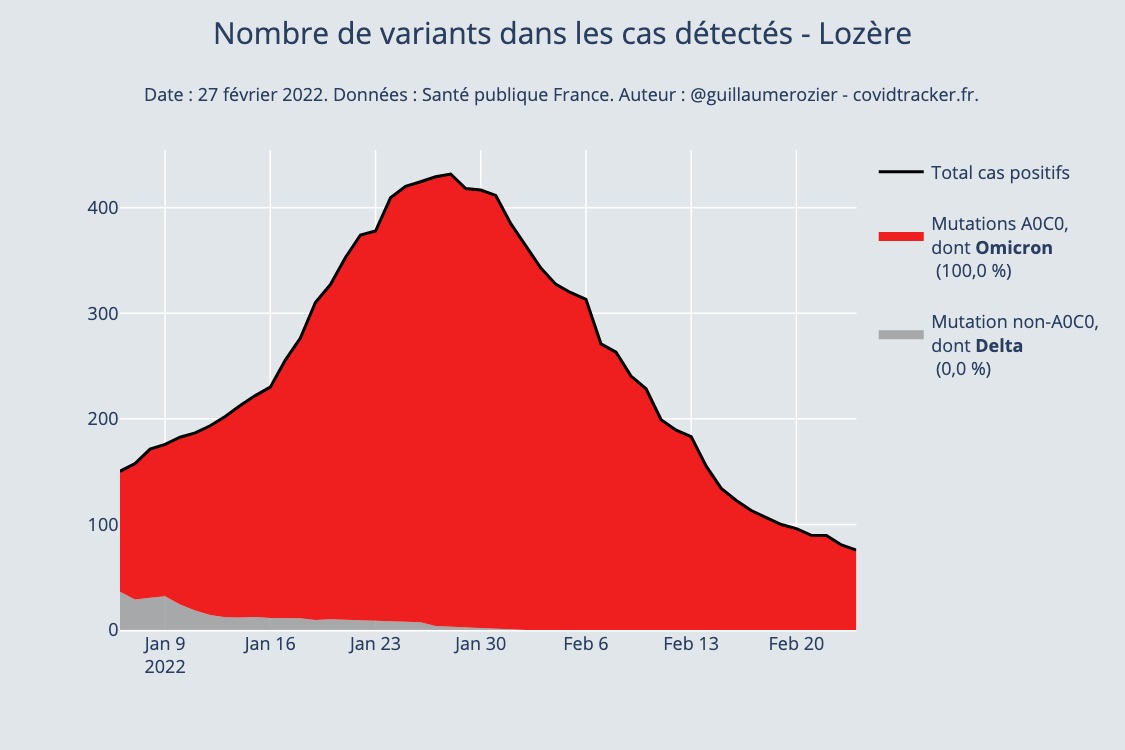 Nombre de variants dans les cas détectés - Lozère
Date : 27 février 2022. Données : Santé publique France. Auteur : @guillaumerozier - covidtracker.fr.
Total cas positifs
Mutations A0C0,
dont Omicron
(100,0 %)
Mutation non-A0C0,
dont Delta
(0,0 %)
400
300
200
100
0
Jan 9 Jan 16 Jan 23 Jan 30 Feb 6 Feb 13 Feb 20
2022